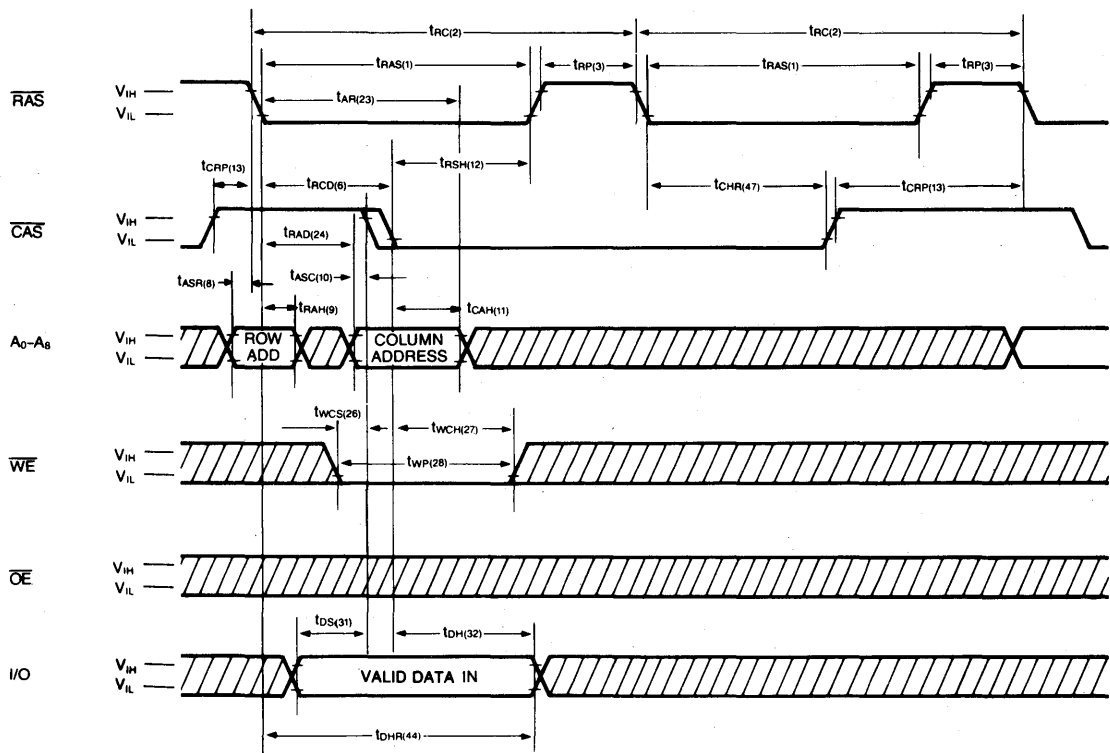 tRC(2) tRC(2)
tRAS(1) tRP(3) tRAS(1) tRP(3)
RAS VIH
tAR(23)
VIL
tRSH(12)
tCRP(13) tRCD(6) tCHR(47) tCRP(13)
CAS VIH
VIL
tRAD(24)
tASC(10)
tASR(8) tRAH(9) tCAH(11)
A0–A8 VIH
VIL
ROW ADD
COLUMN ADDRESS
tWCS(26) tWCH(27)
WE VIH
VIL
tWP(28)
OE VIH
VIL
tDS(31) tDH(32)
I/O VIH
VIL
VALID DATA IN
tDHR(44)